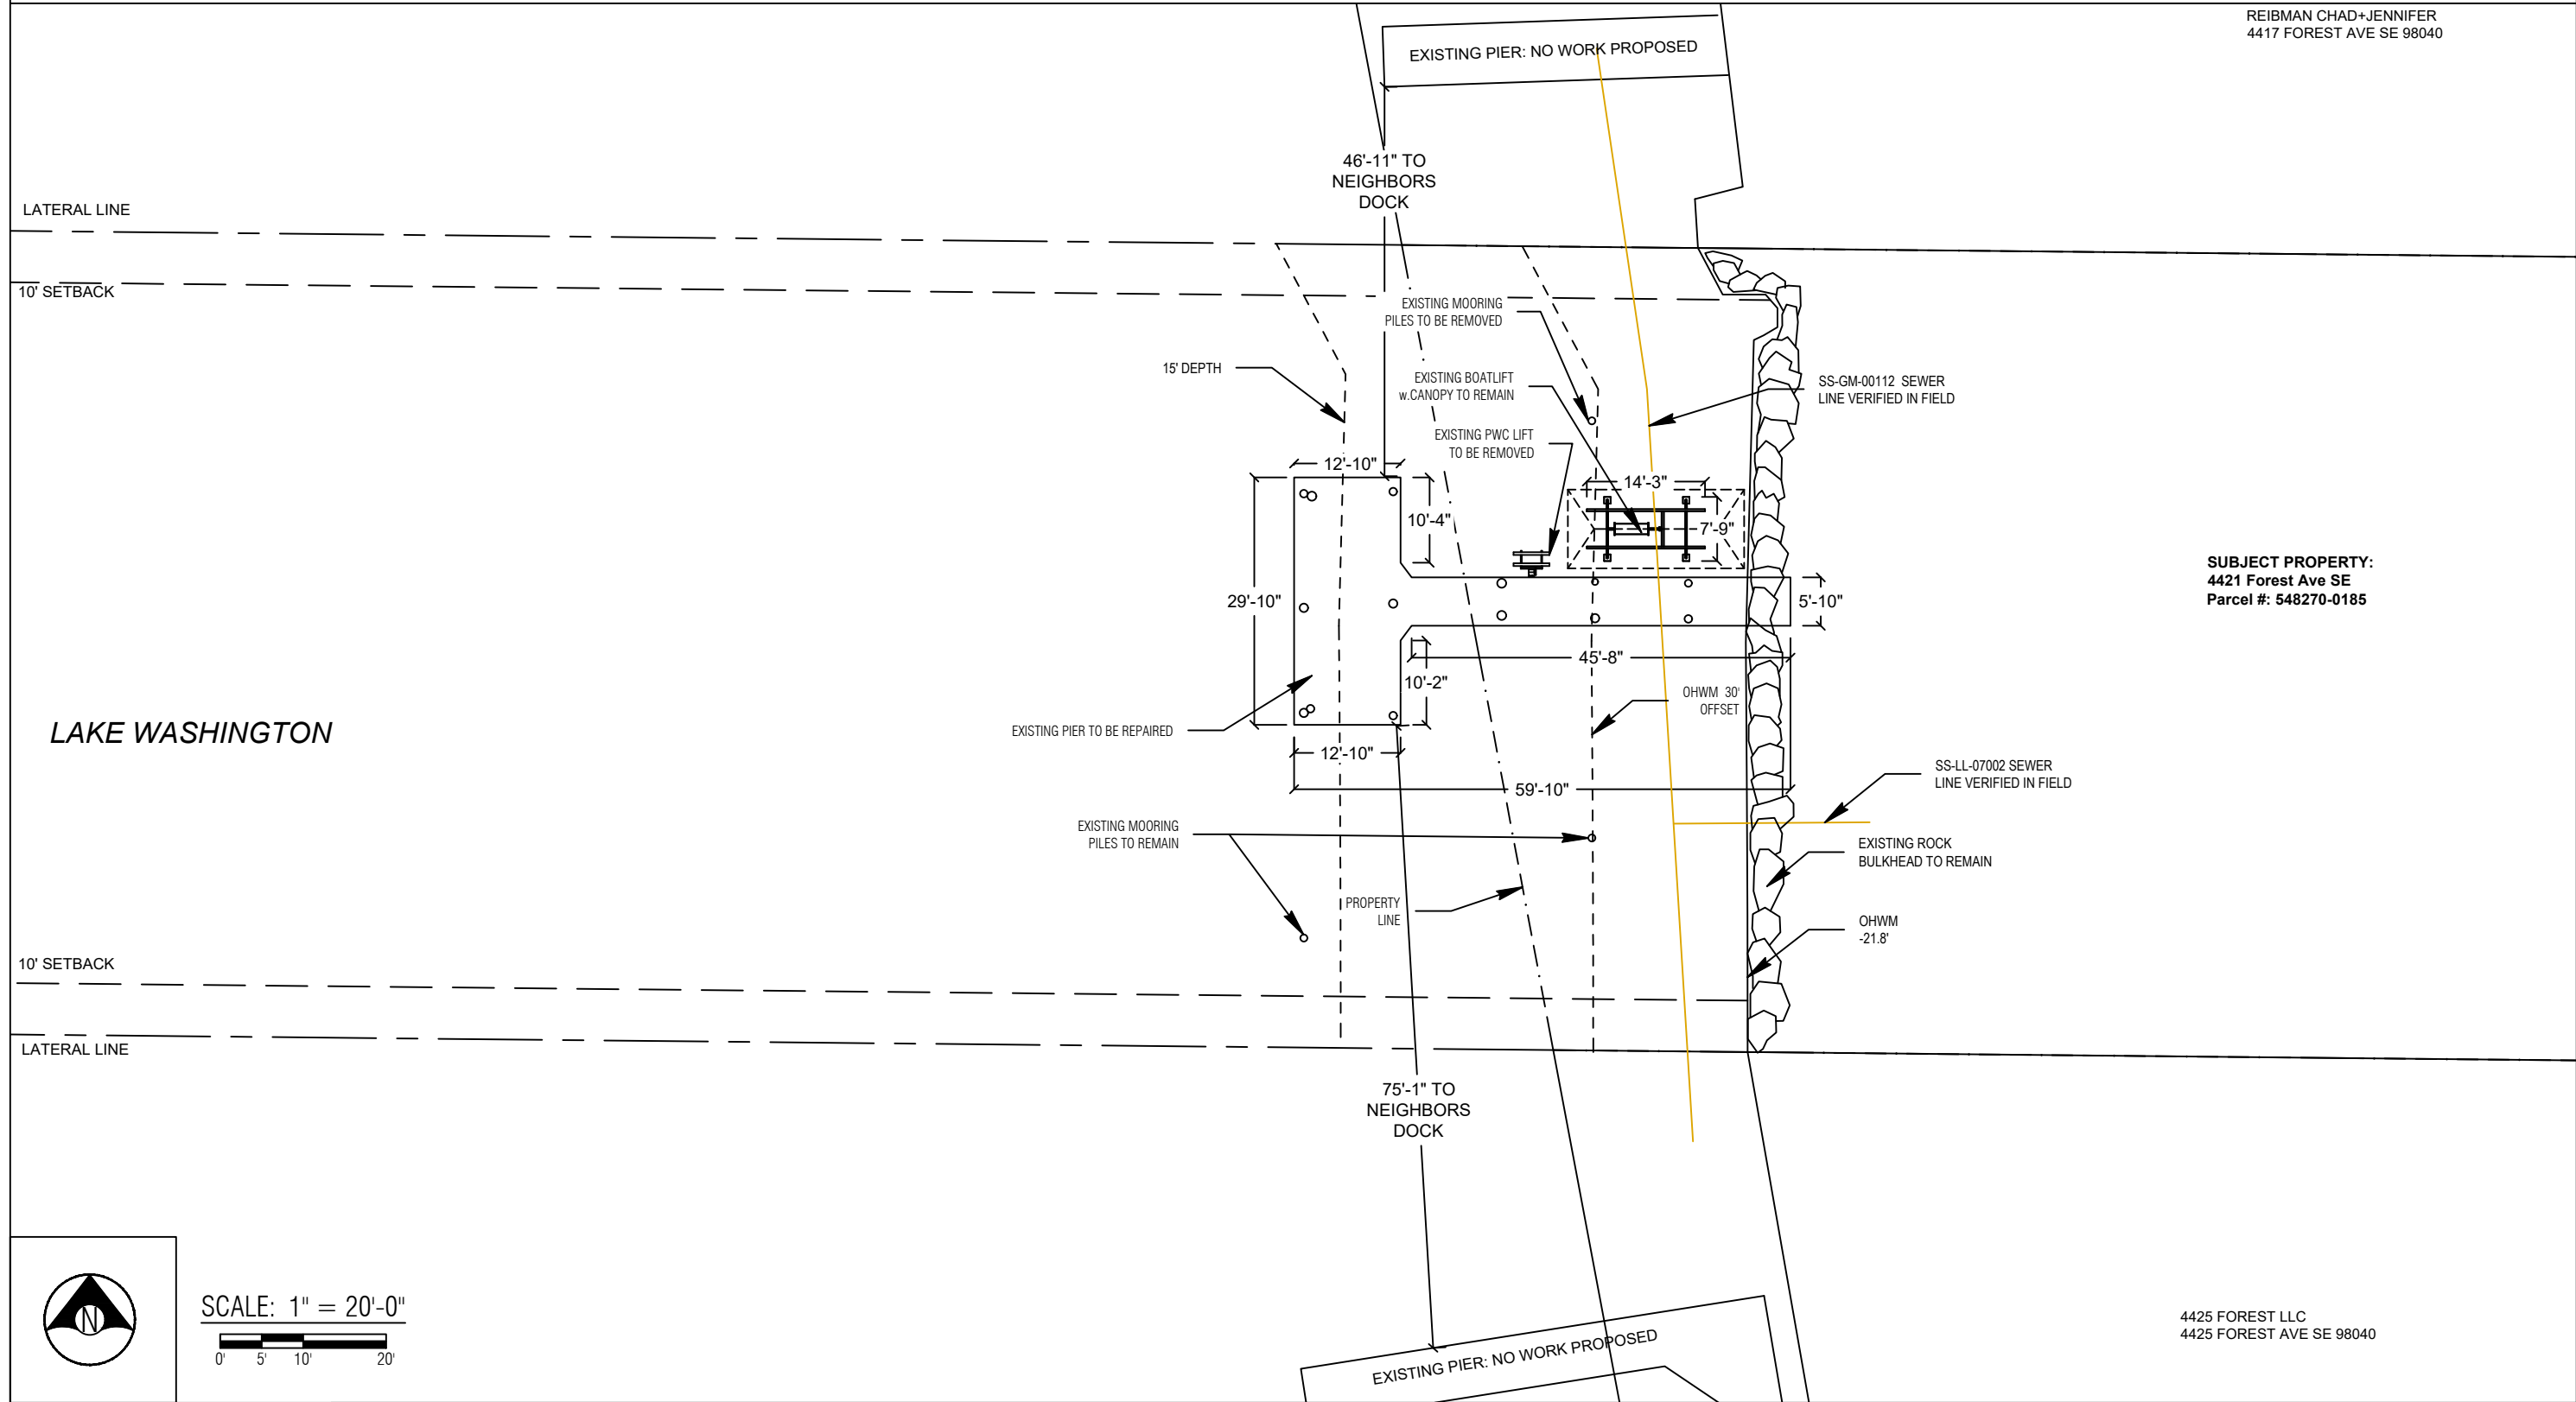 REIBMAN CHAD+JENNIFER
4417 FOREST AVE SE 98040
EXISTING PIER: NO WORK PROPOSED
46'-11" TO
NEIGHBORS
DOCK
LATERAL LINE
10' SETBACK
EXISTING MOORING
PILES TO BE REMOVED
15' DEPTH
EXISTING BOATLIFT
w.CANOPY TO REMAIN
SS-GM-00112 SEWER
LINE VERIFIED IN FIELD
EXISTING PWC LIFT
TO BE REMOVED
12'-10"
14'-3"
10'-4"
7'-9"
SUBJECT PROPERTY:
4421 Forest Ave SE
Parcel #: 548270-0185
29'-10"
5'-10"
45'-8"
10'-2"
OHWM 30'
OFFSET
LAKE WASHINGTON
EXISTING PIER TO BE REPAIRED
12'-10"
59'-10"
SS-LL-07002 SEWER
LINE VERIFIED IN FIELD
EXISTING MOORING
PILES TO REMAIN
EXISTING ROCK
BULKHEAD TO REMAIN
PROPERTY
LINE
OHWM
-21.8'
10' SETBACK
LATERAL LINE
75'-1" TO
NEIGHBORS
DOCK
N
SCALE: 1" = 20'-0"
0' 5' 10' 20'
EXISTING PIER: NO WORK PROPOSED
4425 FOREST LLC
4425 FOREST AVE SE 98040